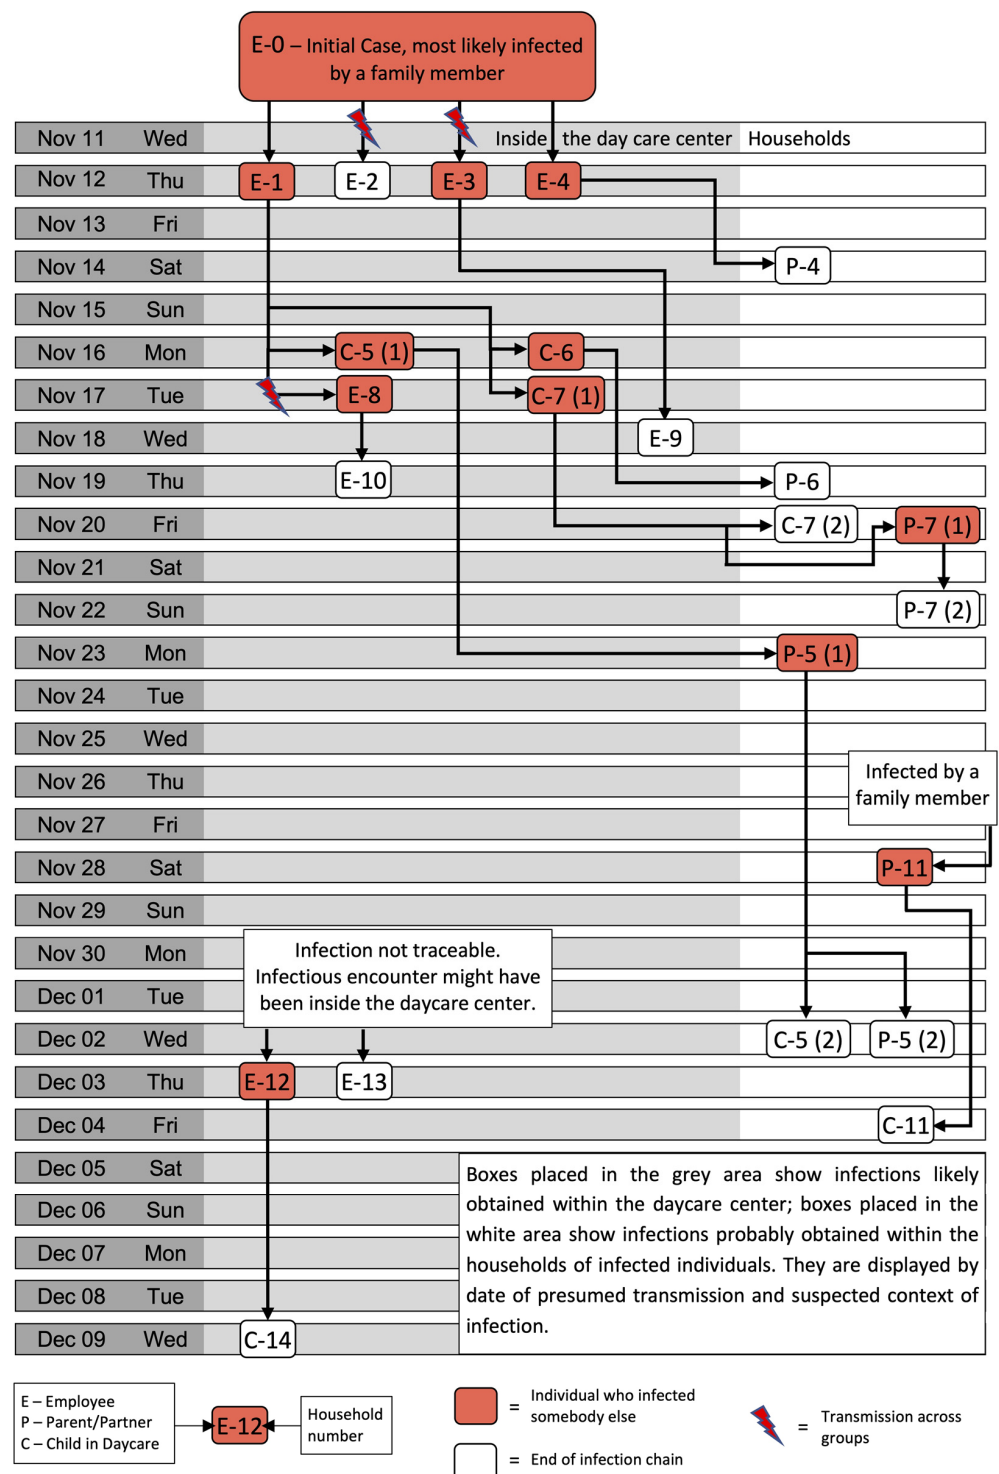 E-0 – Initial Case, most likely infected
by a family member
Nov 11 Wed Inside the day care center Households
Nov 12 Thu E-1 E-2 E-3 E-4
Nov 13 Fri
Nov 14 Sat P-4
Nov 15 Sun
Nov 16 Mon C-5 (1) C-6
Nov 17 Tue E-8 C-7 (1)
Nov 18 Wed E-9
Nov 19 Thu E-10 P-6
Nov 20 Fri C-7 (2) P-7 (1)
Nov 21 Sat
Nov 22 Sun P-7 (2)
Nov 23 Mon P-5 (1)
Nov 24 Tue
Nov 25 Wed
Nov 26 Thu
Infected by a
family member
Nov 27 Fri
Nov 28 Sat P-11
Nov 29 Sun
Nov 30 Mon
Infection not traceable.
Infectious encounter might have
been inside the daycare center.
Dec 01 Tue
Dec 02 Wed C-5 (2) P-5 (2)
Dec 03 Thu E-12 E-13
Dec 04 Fri C-11
Dec 05 Sat
Dec 06 Sun
Dec 07 Mon
Dec 08 Tue
Dec 09 Wed C-14
Boxes placed in the grey area show infections likely
obtained within the daycare center; boxes placed in the
white area show infections probably obtained within the
households of infected individuals. They are displayed by
date of presumed transmission and suspected context of
infection.
E – Employee
P – Parent/Partner
C – Child in Daycare
E-12
Household
number
= Individual who infected
somebody else
= End of infection chain
= Transmission across
groups